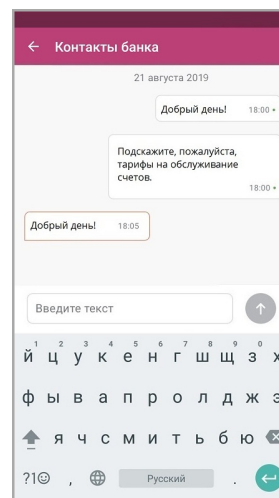 Контакты банка
21 августа 2019
Добрый день! 18:00
Подскажите, пожалуйста,
тарифы на обслуживание
счетов.
18:00
Добрый день! 18:05
Введите текст
1 2 3 4 5 6 7 8 9 0
й ц у к е н г ш щ з х
ф ы в а п р о л д ж э
я ч с м и т ь б ю
?1☺ , Русский .